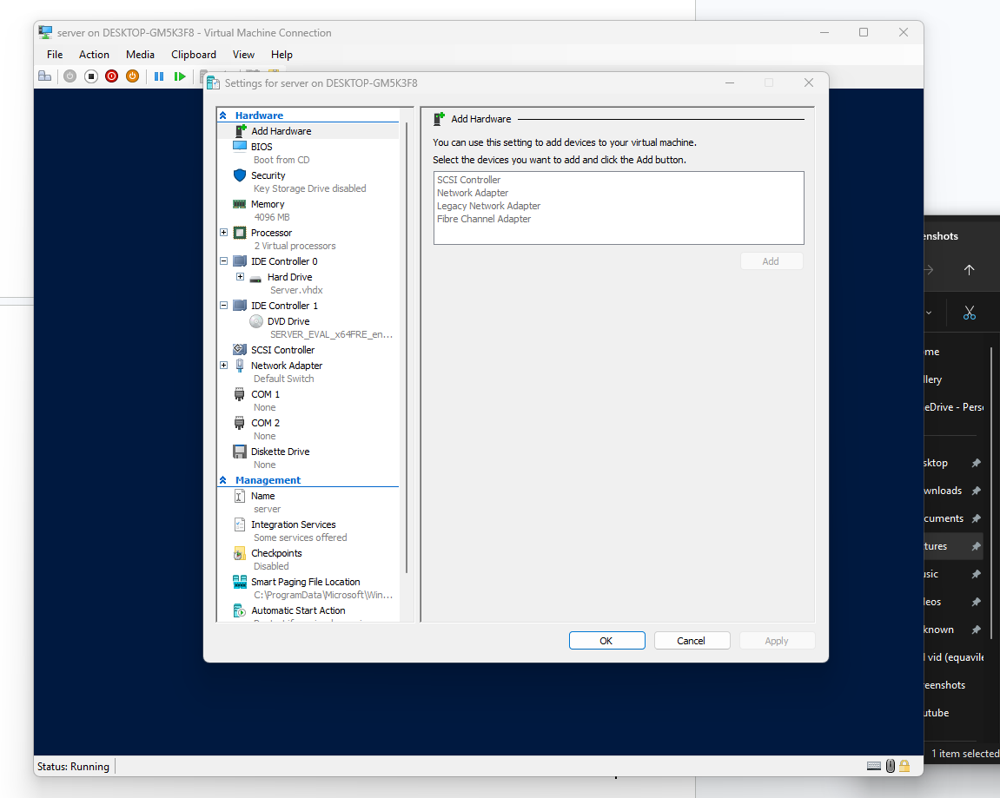 server on DESKTOP-GM5K3F8 - Virtual Machine Connection
File Action Media Clipboard View Help
Settings for server on DESKTOP-GM5K3F8
Hardware
Add Hardware
BIOS
Boot from CD
Security
Key Storage Drive disabled
Memory
4096 MB
Processor
2 Virtual processors
IDE Controller 0
Hard Drive
Server.vhdx
IDE Controller 1
DVD Drive
SERVER_EVAL_x64FRE_en...
SCSI Controller
Network Adapter
Default Switch
COM 1
None
COM 2
None
Diskette Drive
None
Management
Name
server
Integration Services
Some services offered
Checkpoints
Disabled
Smart Paging File Location
C:\ProgramData\Microsoft\Win...
Automatic Start Action
Add Hardware
You can use this setting to add devices to your virtual machine.
Select the devices you want to add and click the Add button.
SCSI Controller
Network Adapter
Legacy Network Adapter
Fibre Channel Adapter
Add
OK Cancel Apply
Status: Running
enshots
ome
llery
eDrive - Pers
sktop
wnloads
cuments
tures
usic
deos
known
l vid (equavile
reenshots
utube
1 item selected